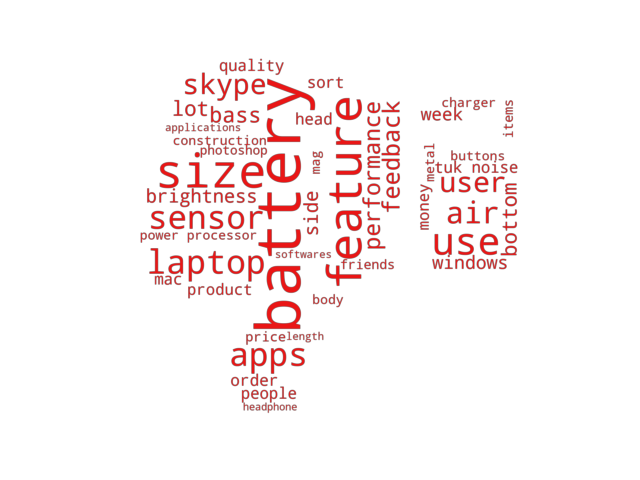 quality
skype
sort
lot
bass
head
applications
construction
photoshop
mag
size
brightness
side
sensor
power processor
softwares
laptop
friends
mac
product
body
battery
feature
performance
feedback
price
length
apps
order
people
headphone
charger
week
items
metal
buttons
tuk noise
user
money
air
bottom
use
windows